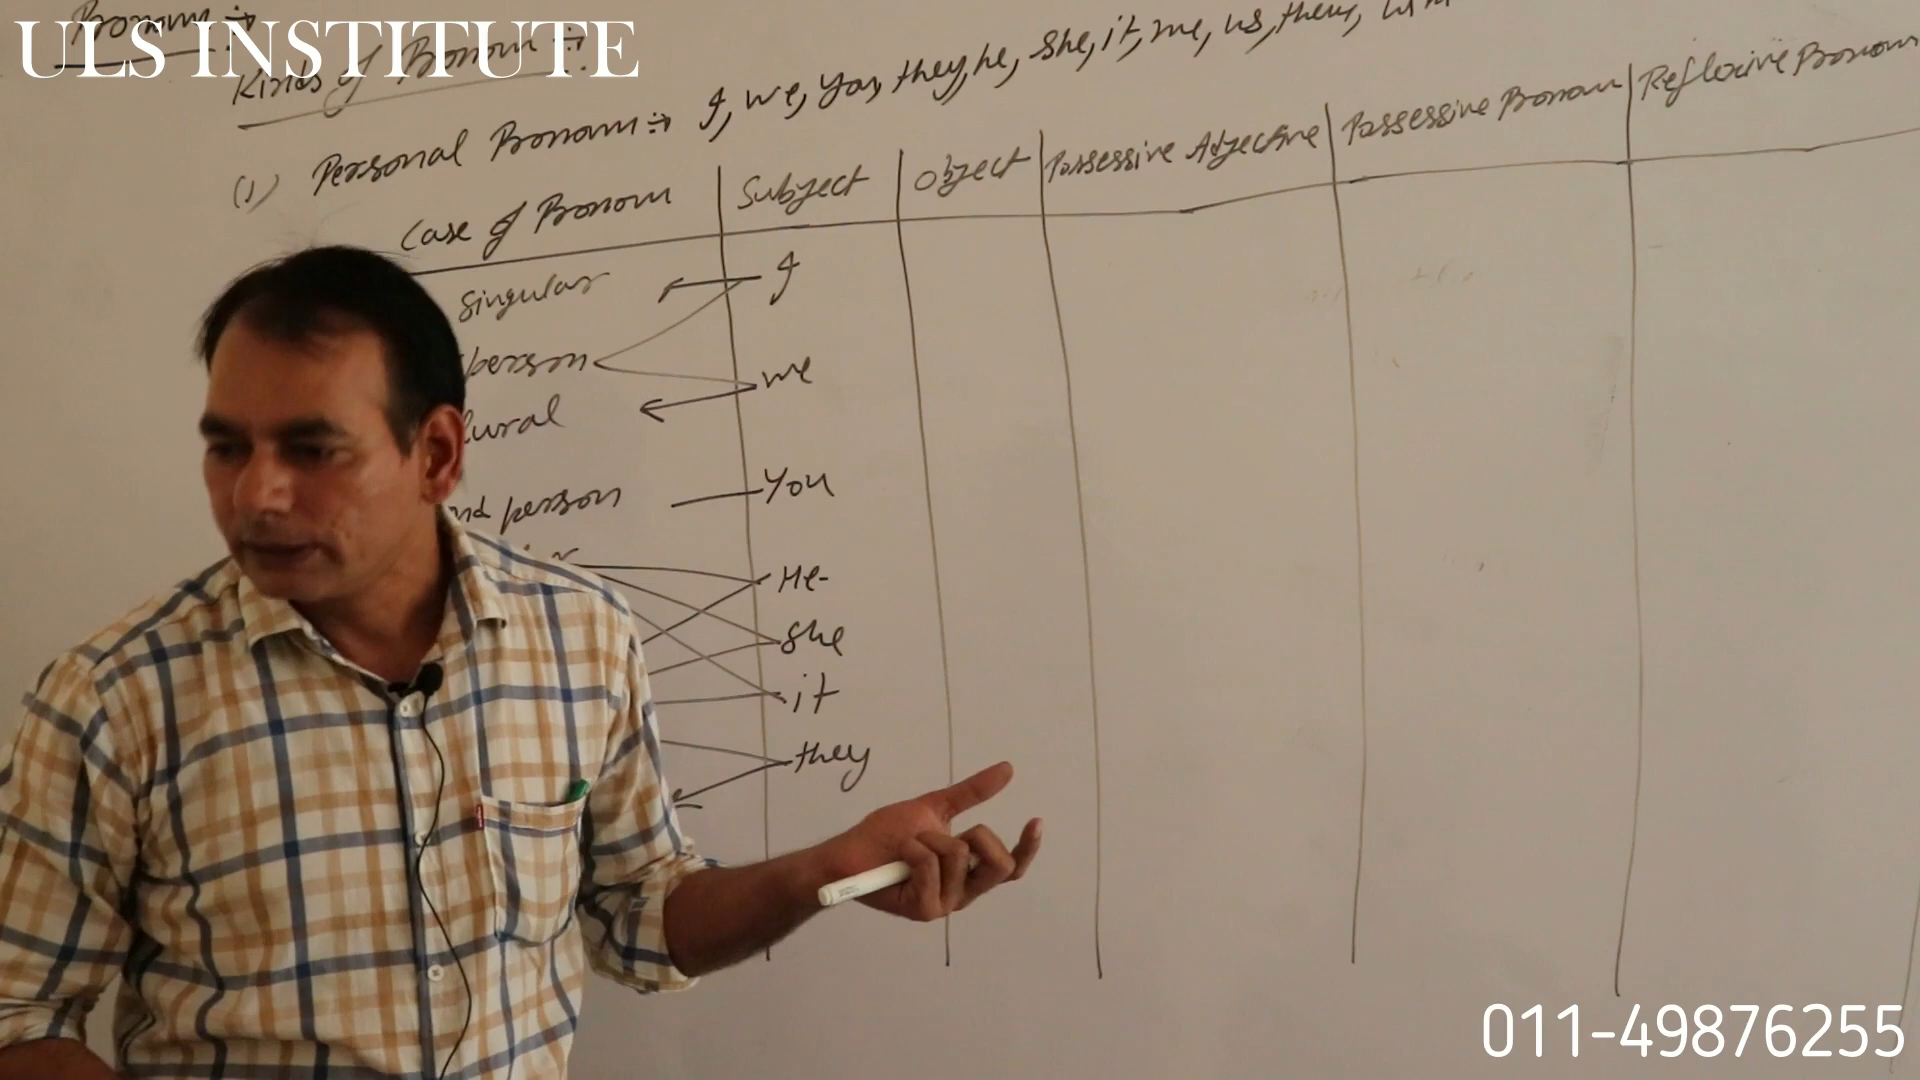 Pronoun :→
ULS INSTITUTE
Kinds of Pronoun :→
(1) Personal Pronoun :→ I, we, you, they, he, she, it, me, us, them, him
Case of Pronoun Subject Object Possessive Adjective Possessive Pronoun Reflexive Pronoun
Singular I
person
lural we
nd person You
He
She
it
they
011-49876255